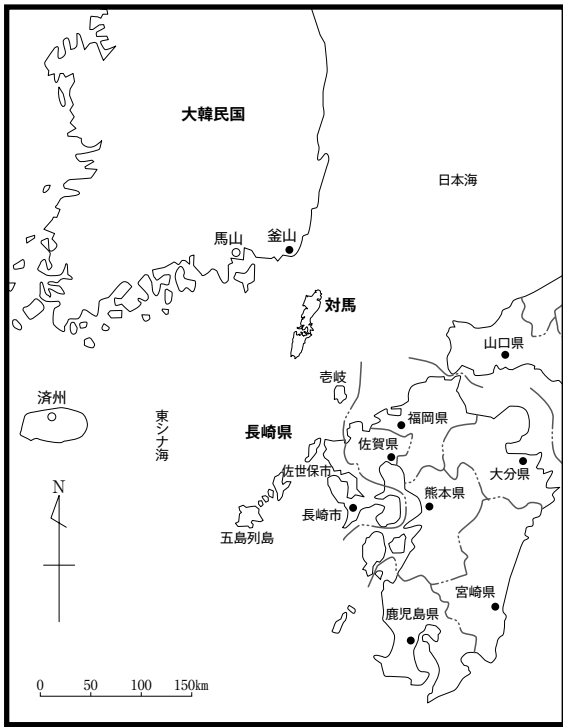 大韓民国
日本海
馬山
釜山
対馬
山口県
壱岐
済州
東シナ海
長崎県
福岡県
佐賀県
佐世保市
大分県
熊本県
長崎市
N
五島列島
宮崎県
鹿児島県
0 50 100 150km